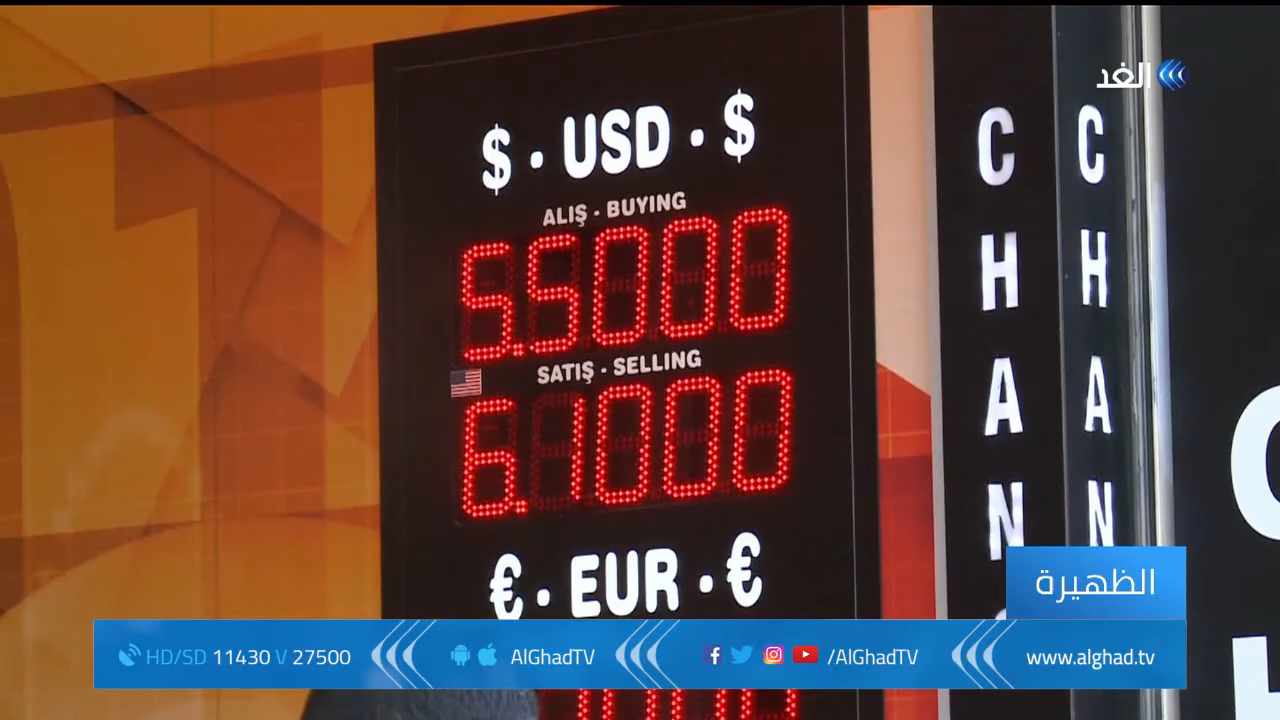 الغد
$ · USD · $
ALIŞ · BUYING
5.5000
SATIŞ · SELLING
6.1000
€ · EUR · €
C
H
A
N
C
H
A
N
الظهيرة
HD/SD 11430 V 27500
AlGhadTV
/AlGhadTV
www.alghad.tv